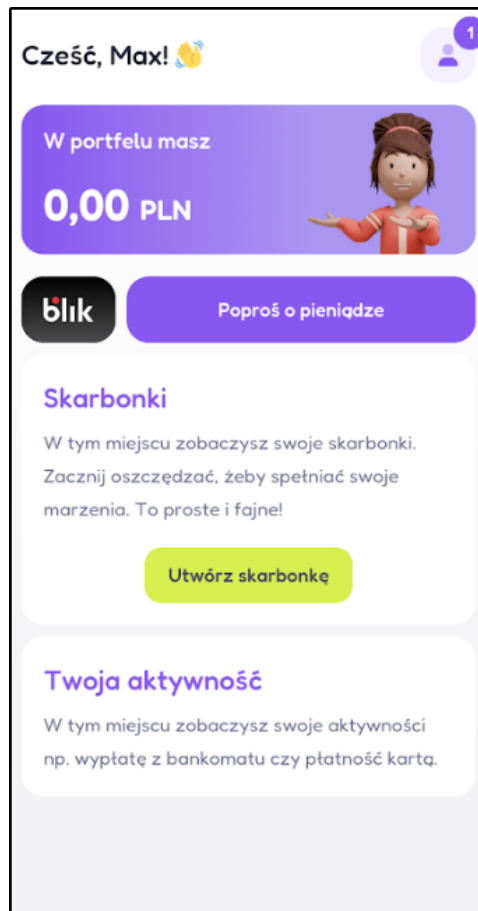 Cześć, Max! 👋
1
W portfelu masz
0,00 PLN
blik
Poproś o pieniądze
Skarbonki
W tym miejscu zobaczysz swoje skarbonki.
Zacznij oszczędzać, żeby spełniać swoje
marzenia. To proste i fajne!
Utwórz skarbonkę
Twoja aktywność
W tym miejscu zobaczysz swoje aktywności
np. wypłatę z bankomatu czy płatność kartą.